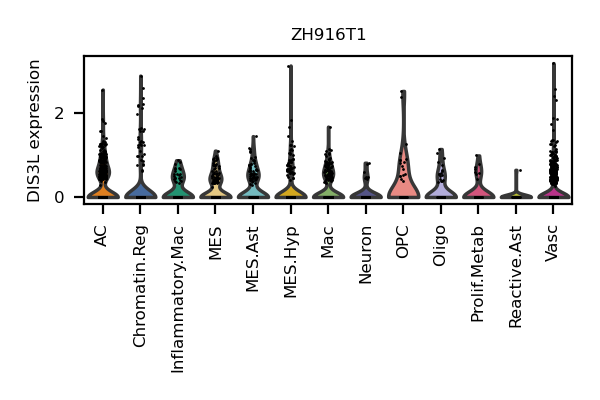 ZH916T1
DIS3L expression
2
0
AC
Chromatin.Reg
Inflammatory.Mac
MES
MES.Ast
MES.Hyp
Mac
Neuron
OPC
Oligo
Prolif.Metab
Reactive.Ast
Vasc